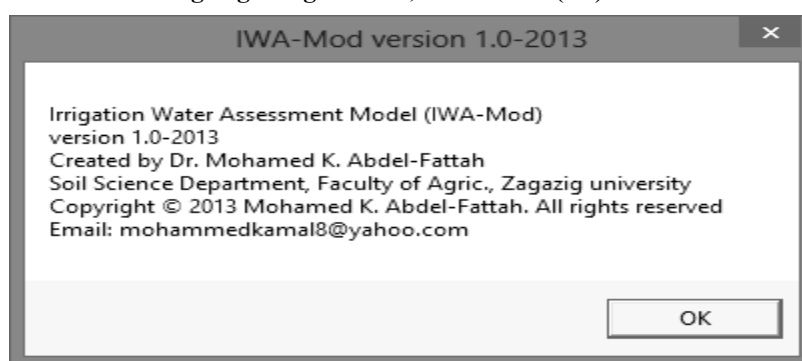 IWA-Mod version 1.0-2013
×
Irrigation Water Assessment Model (IWA-Mod)
version 1.0-2013
Created by Dr. Mohamed K. Abdel-Fattah
Soil Science Department, Faculty of Agric., Zagazig university
Copyright © 2013 Mohamed K. Abdel-Fattah. All rights reserved
Email: mohammedkamal8@yahoo.com
OK